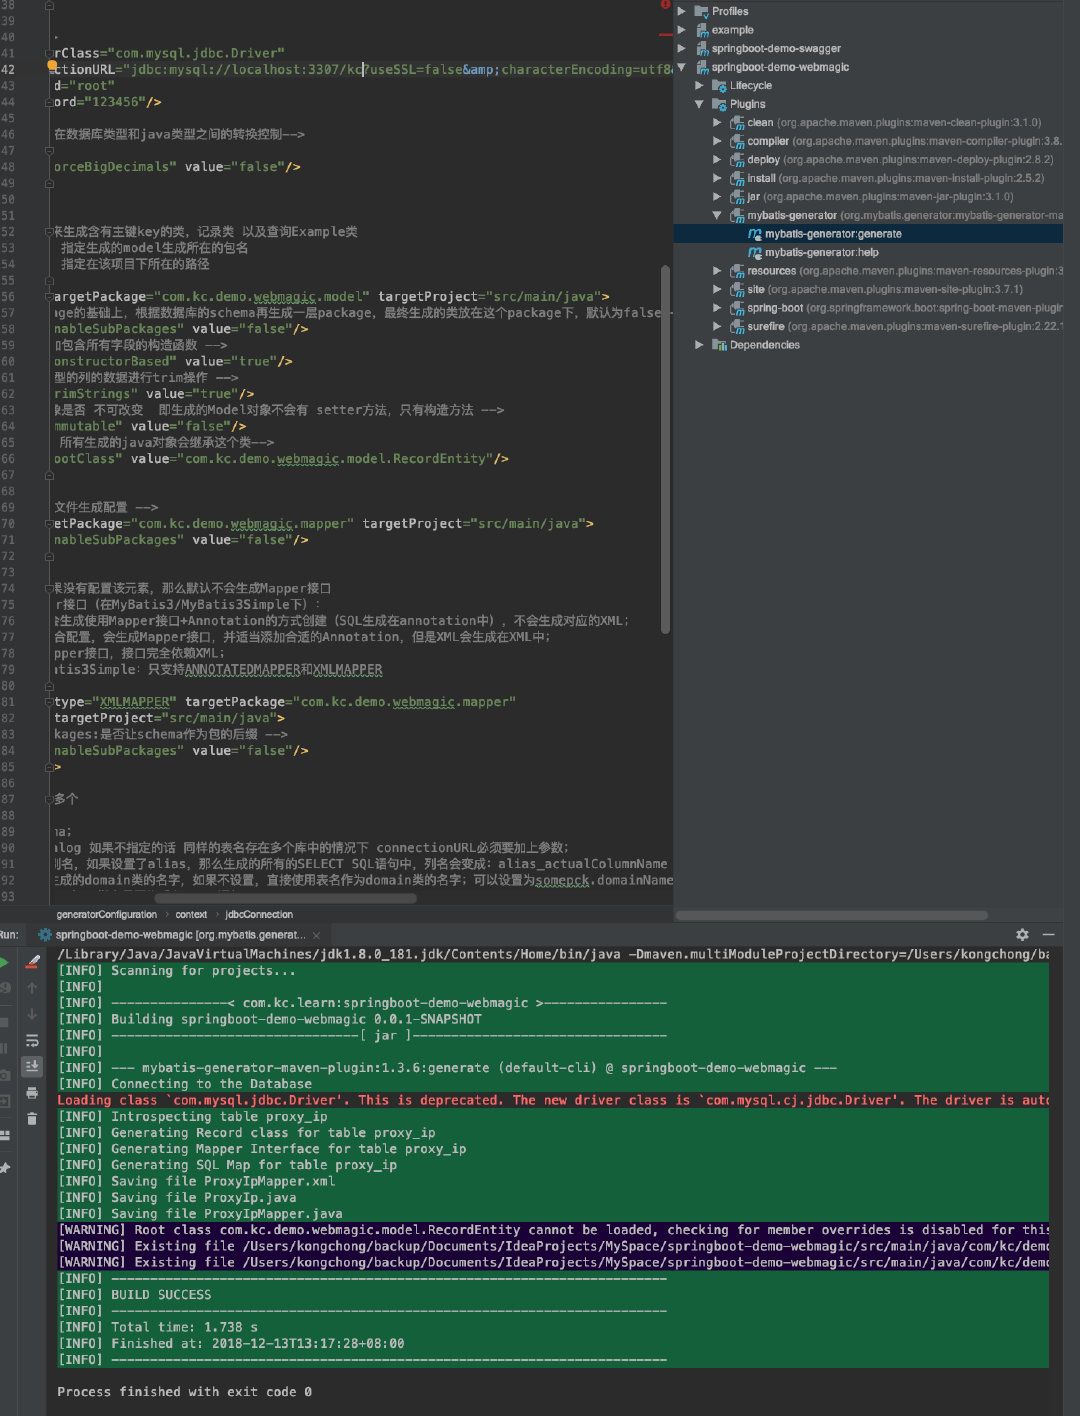 38
39
40
41 rClass="com.mysql.jdbc.Driver"
42 ctionURL="jdbc:mysql://localhost:3307/kc?useSSL=false&amp;characterEncoding=utf8
43 d="root"
44 ord="123456"/>
45
46 在数据库类型和java类型之间的转换控制-->
47
48 orceBigDecimals" value="false"/>
49
50
51
52 来生成含有主键key的类, 记录类 以及查询Example类
53 指定生成的model生成所在的包名
54 指定在该项目下所在的路径
55
56 argetPackage="com.kc.demo.webmagic.model" targetProject="src/main/java">
57 age的基础上, 根据数据库的schema再生成一层package, 最终生成的类放在这个package下, 默认为false
58 nableSubPackages" value="false"/>
59 加包含所有字段的构造函数 -->
60 onstructorBased" value="true"/>
61 型的列的数据进行trim操作 -->
62 rimStrings" value="true"/>
63 象是否 不可改变 即生成的Model对象不会有 setter方法, 只有构造方法 -->
64 mmutable" value="false"/>
65 所有生成的java对象会继承这个类-->
66 ootClass" value="com.kc.demo.webmagic.model.RecordEntity"/>
67
68
69 文件生成配置 -->
70 etPackage="com.kc.demo.webmagic.mapper" targetProject="src/main/java">
71 nableSubPackages" value="false"/>
72
73
74 果没有配置该元素, 那么默认不会生成Mapper接口
75 er接口 (在MyBatis3/MyBatis3Simple下) :
76 会生成使用Mapper接口+Annotation的方式创建 (SQL生成在annotation中) , 不会生成对应的XML;
77 合配置, 会生成Mapper接口, 并适当添加合适的Annotation, 但是XML会生成在XML中;
78 apper接口, 接口完全依赖XML;
79 atis3Simple: 只支持ANNOTATEDMAPPER和XMLMAPPER
80
81 type="XMLMAPPER" targetPackage="com.kc.demo.webmagic.mapper"
82 targetProject="src/main/java">
83 kages:是否让schema作为包的后缀 -->
84 nableSubPackages" value="false"/>
85 >
86
87 多个
88
89 ma;
90 alog 如果不指定的话 同样的表名存在多个库中的情况下 connectionURL必须要加上参数;
91 别名, 如果设置了alias, 那么生成的所有的SELECT SQL语句中, 列名会变成: alias_actualColumnName
92 生成的domain类的名字, 如果不设置, 直接使用表名作为domain类的名字; 可以设置为somepck.domainName
93
generatorConfiguration › context › jdbcConnection
Profiles
example
springboot-demo-swagger
springboot-demo-webmagic
Lifecycle
Plugins
clean (org.apache.maven.plugins:maven-clean-plugin:3.1.0)
compiler (org.apache.maven.plugins:maven-compiler-plugin:3.8.
deploy (org.apache.maven.plugins:maven-deploy-plugin:2.8.2)
install (org.apache.maven.plugins:maven-install-plugin:2.5.2)
jar (org.apache.maven.plugins:maven-jar-plugin:3.1.0)
mybatis-generator (org.mybatis.generator:mybatis-generator-ma
mybatis-generator:generate
mybatis-generator:help
resources (org.apache.maven.plugins:maven-resources-plugin:3
site (org.apache.maven.plugins:maven-site-plugin:3.7.1)
spring-boot (org.springframework.boot:spring-boot-maven-plugin
surefire (org.apache.maven.plugins:maven-surefire-plugin:2.22.1
Dependencies
Run: springboot-demo-webmagic [org.mybatis.generat... ×
/Library/Java/JavaVirtualMachines/jdk1.8.0_181.jdk/Contents/Home/bin/java -Dmaven.multiModuleProjectDirectory=/Users/kongchong/ba
[INFO] Scanning for projects...
[INFO]
[INFO] ---------------< com.kc.learn:springboot-demo-webmagic >----------------
[INFO] Building springboot-demo-webmagic 0.0.1-SNAPSHOT
[INFO] --------------------------------[ jar ]---------------------------------
[INFO]
[INFO] --- mybatis-generator-maven-plugin:1.3.6:generate (default-cli) @ springboot-demo-webmagic ---
[INFO] Connecting to the Database
Loading class `com.mysql.jdbc.Driver'. This is deprecated. The new driver class is `com.mysql.cj.jdbc.Driver'. The driver is auto
[INFO] Introspecting table proxy_ip
[INFO] Generating Record class for table proxy_ip
[INFO] Generating Mapper Interface for table proxy_ip
[INFO] Generating SQL Map for table proxy_ip
[INFO] Saving file ProxyIpMapper.xml
[INFO] Saving file ProxyIp.java
[INFO] Saving file ProxyIpMapper.java
[WARNING] Root class com.kc.demo.webmagic.model.RecordEntity cannot be loaded, checking for member overrides is disabled for this
[WARNING] Existing file /Users/kongchong/backup/Documents/IdeaProjects/MySpace/springboot-demo-webmagic/src/main/java/com/kc/demo
[WARNING] Existing file /Users/kongchong/backup/Documents/IdeaProjects/MySpace/springboot-demo-webmagic/src/main/java/com/kc/demo
[INFO] ------------------------------------------------------------------------
[INFO] BUILD SUCCESS
[INFO] ------------------------------------------------------------------------
[INFO] Total time: 1.738 s
[INFO] Finished at: 2018-12-13T13:17:28+08:00
[INFO] ------------------------------------------------------------------------
Process finished with exit code 0